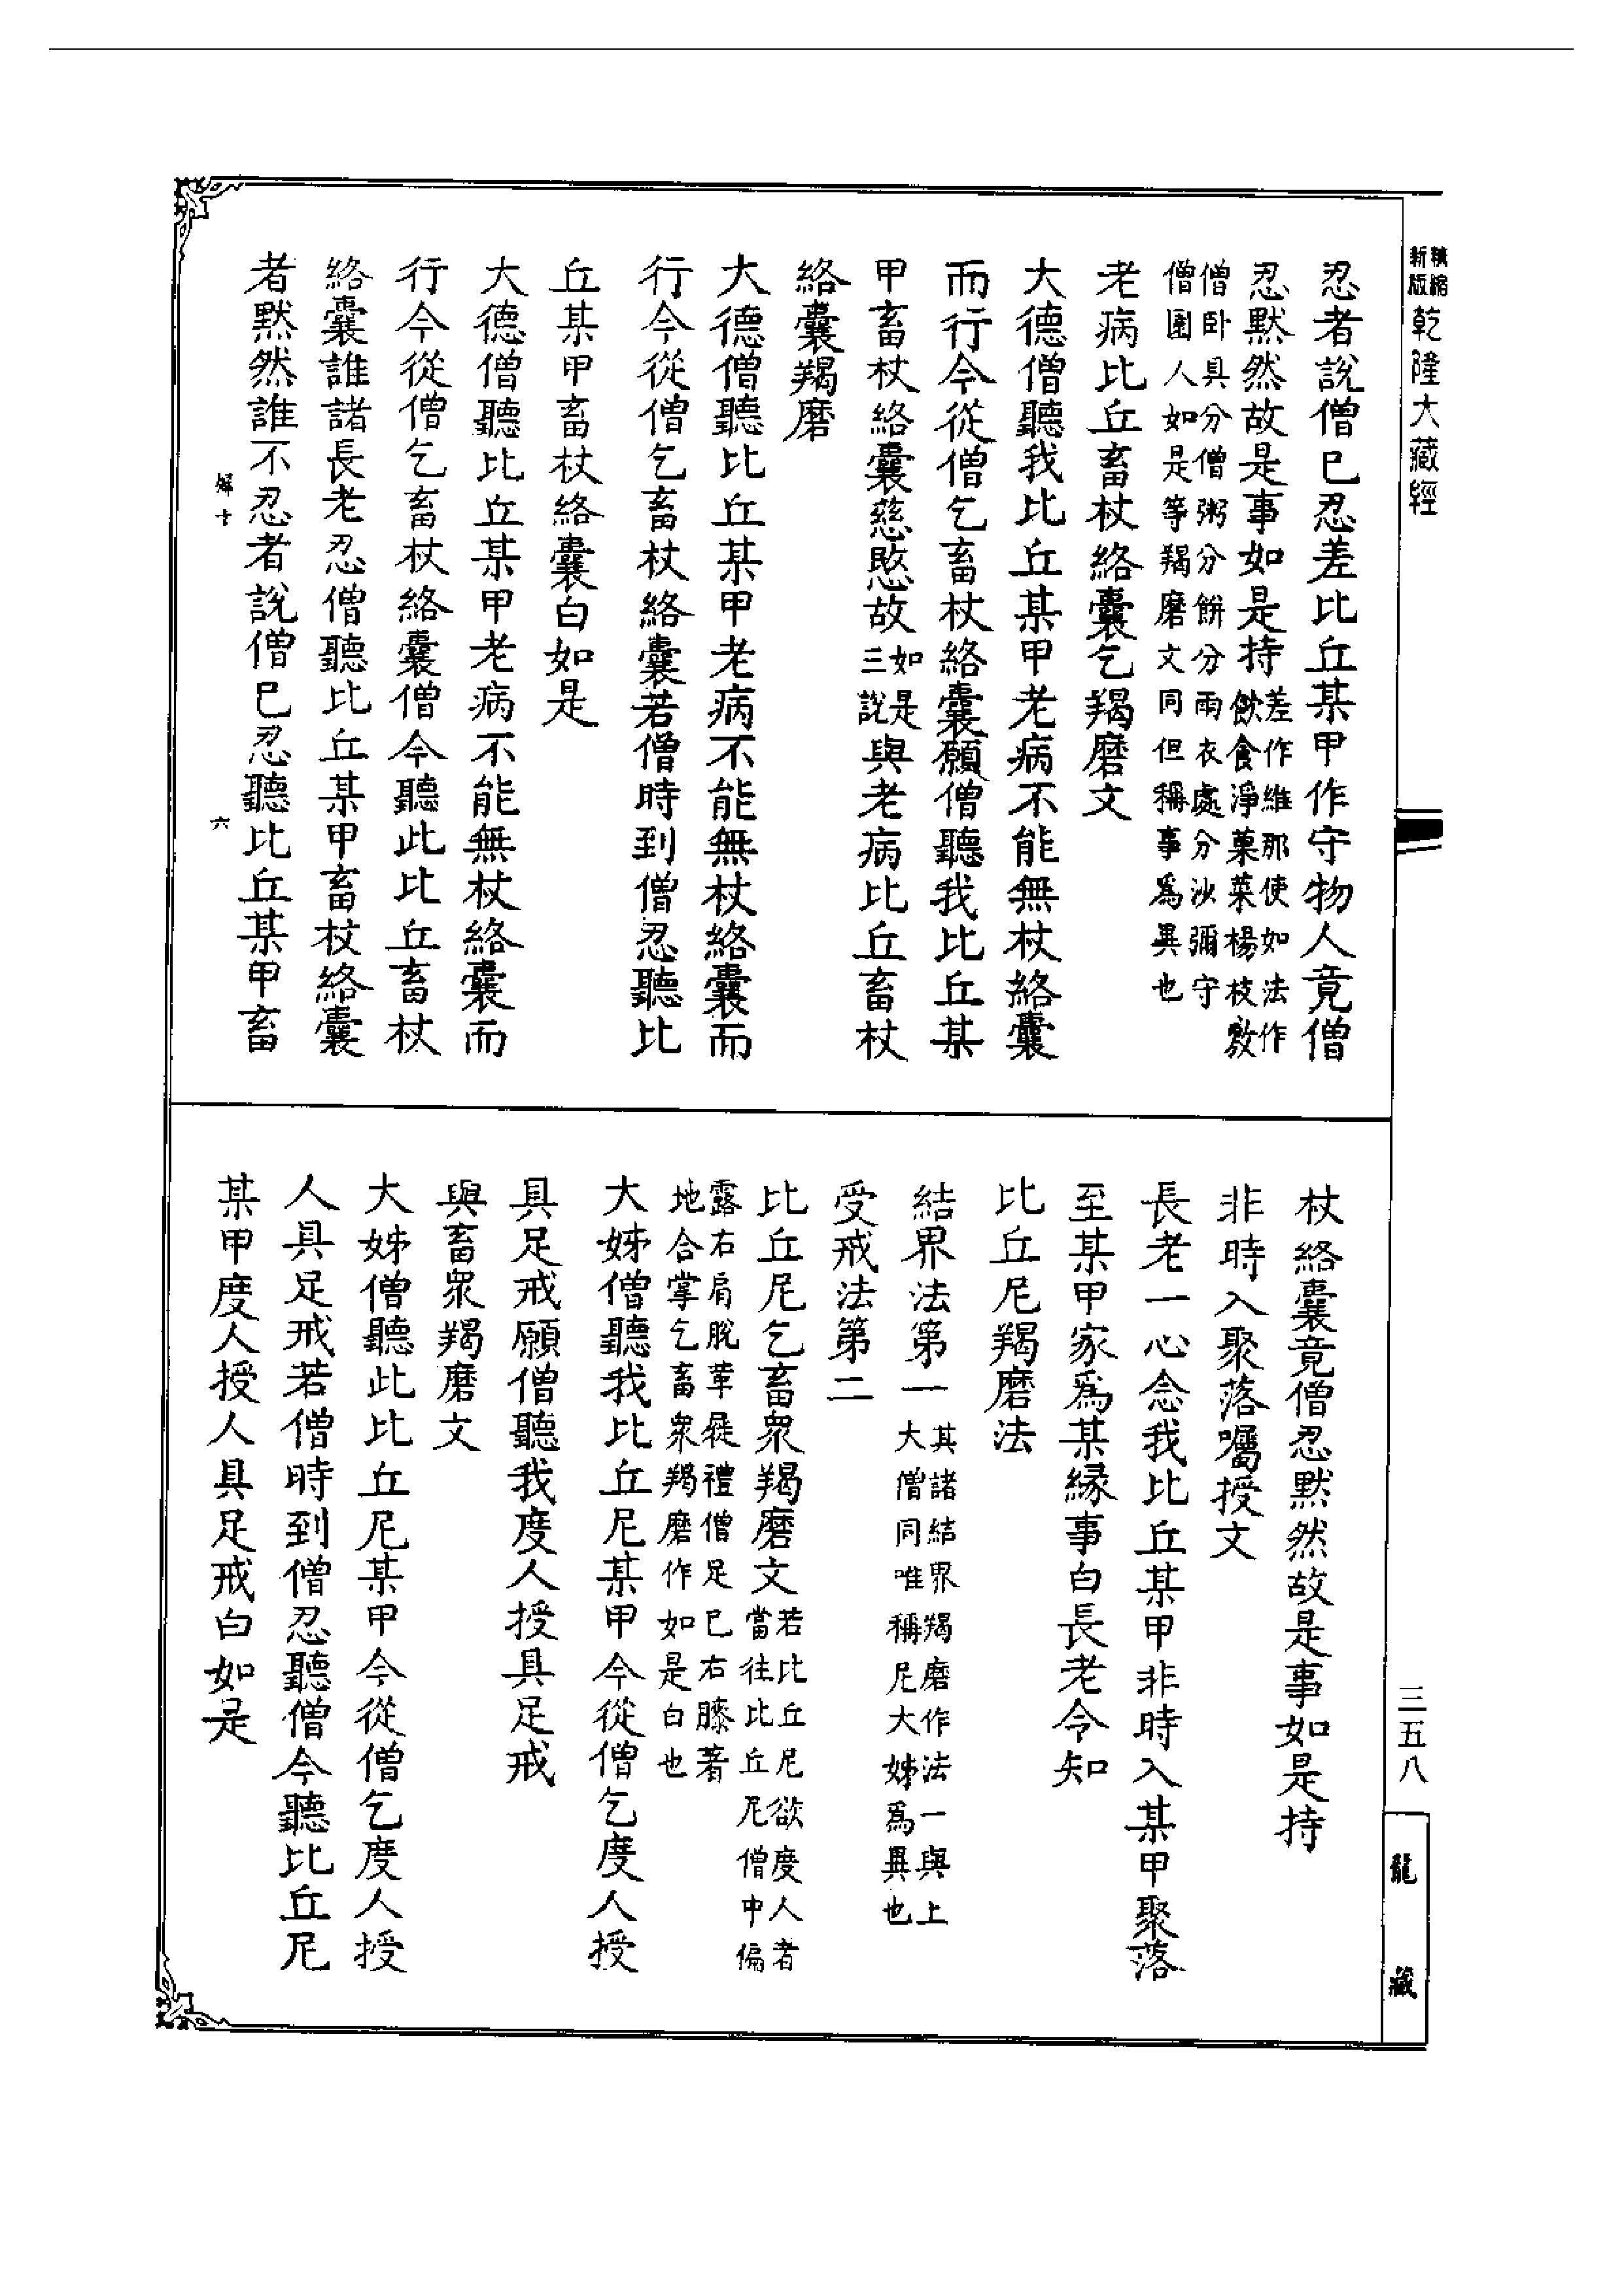 精縮新版乾隆大藏經
忍者說僧已忍差比丘某甲作守物人竟僧
忍默然故是事如是持差作維那使如法作
飲食淨菓菜楊枝敷
僧卧具分僧粥分餅分雨衣處分沙彌守
僧園人如是等羯磨文同但稱事為異也
老病比丘畜杖絡囊乞羯磨文
大德僧聽我比丘某甲老病不能無杖絡囊
而行今從僧乞畜杖絡囊願僧聽我比丘某
甲畜杖絡囊慈愍故如是三說與老病比丘畜杖
絡囊羯磨
大德僧聽比丘某甲老病不能無杖絡囊而
行今從僧乞畜杖絡囊若僧時到僧忍聽比
丘某甲畜杖絡囊白如是
大德僧聽比丘某甲老病不能無杖絡囊而
行今從僧乞畜杖絡囊僧今聽此比丘畜杖
絡囊誰諸長老忍僧聽比丘某甲畜杖絡囊
者默然誰不忍者說僧已忍聽比丘某甲畜
六
杖絡囊竟僧忍默然故是事如是持
非時入聚落囑授文
長老一心念我比丘某甲非時入某甲聚落
至某甲家為某緣事白長老令知
比丘尼羯磨法
結界法第一其諸結界羯磨作法一與上
大僧同唯稱尼大姊為異也
受戒法第二
比丘尼乞畜眾羯磨文若比丘尼欲度人者
當往比丘尼僧中偏
露右肩脫革屣禮僧足已右膝著
地合掌乞畜眾羯磨作如是白也
大姊僧聽我比丘尼某甲今從僧乞度人授
具足戒願僧聽我度人授具足戒
與畜眾羯磨文
大姊僧聽此比丘尼某甲今從僧乞度人授
人具足戒若僧時到僧忍聽僧今聽比丘尼
某甲度人授人具足戒白如是
三五八
龍藏